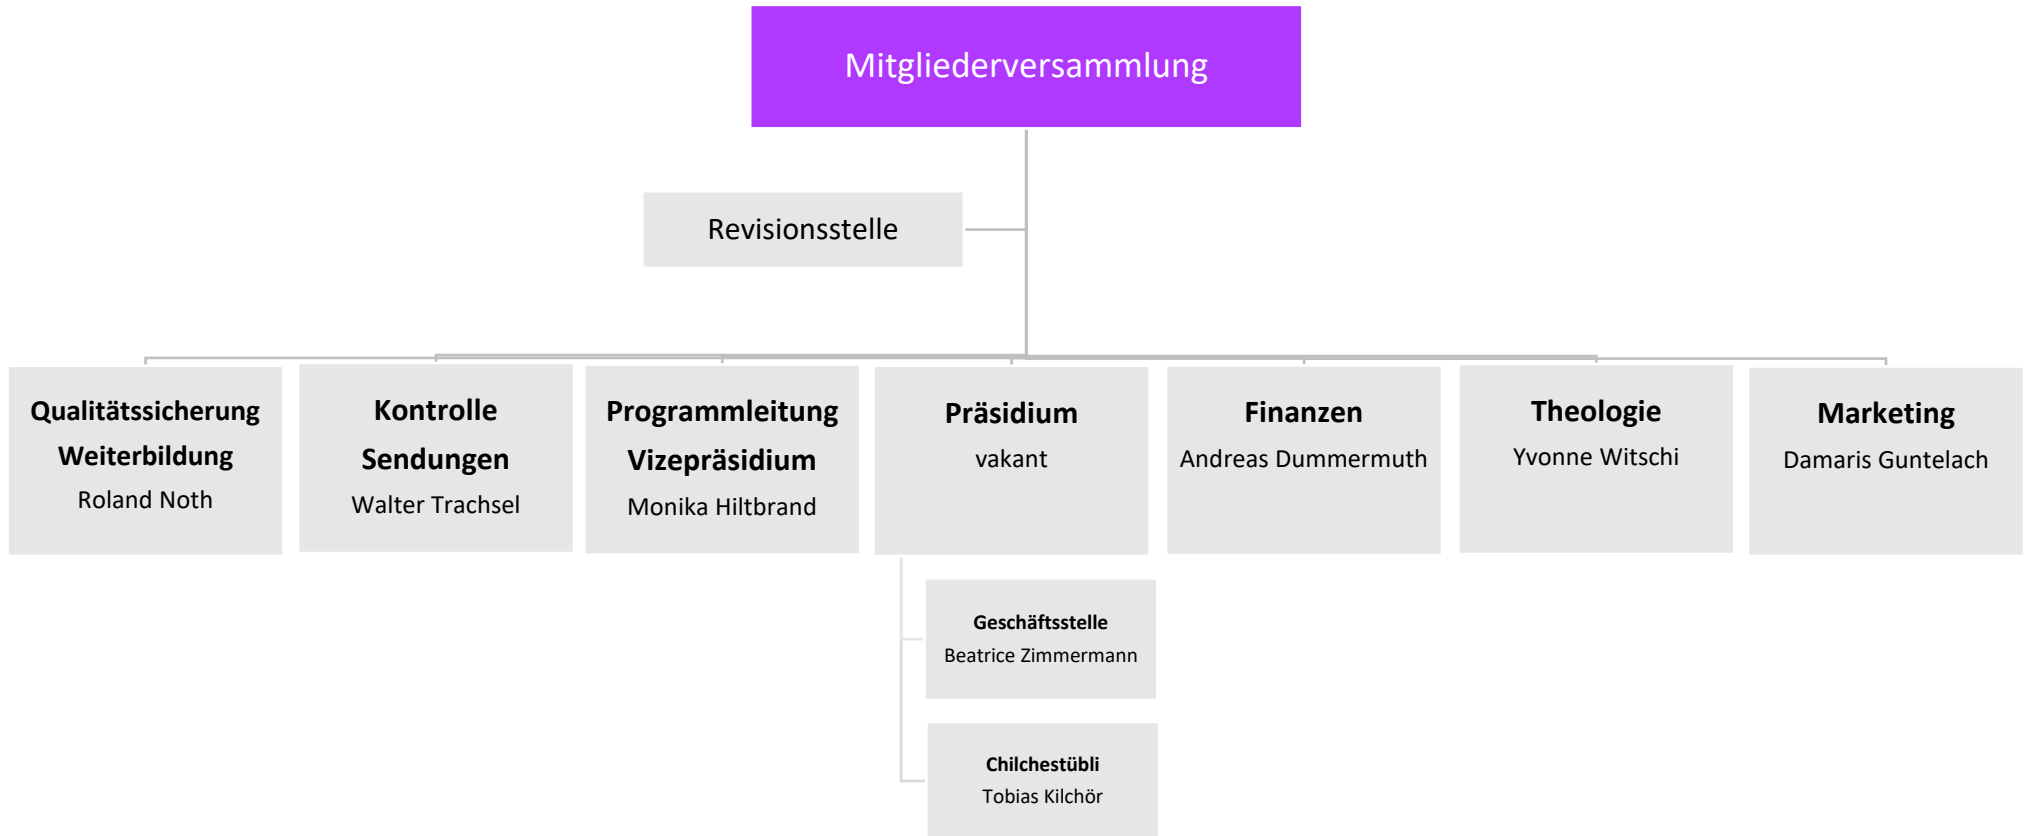 Mitgliederversammlung
Revisionsstelle
Qualitätssicherung
Weiterbildung
Roland Noth
Kontrolle
Sendungen
Walter Trachsel
Programmleitung
Vizepräsidium
Monika Hiltbrand
Präsidium
vakant
Finanzen
Andreas Dummermuth
Theologie
Yvonne Witschi
Marketing
Damaris Guntelach
Geschäftsstelle
Beatrice Zimmermann
Chilchestübli
Tobias Kilchör